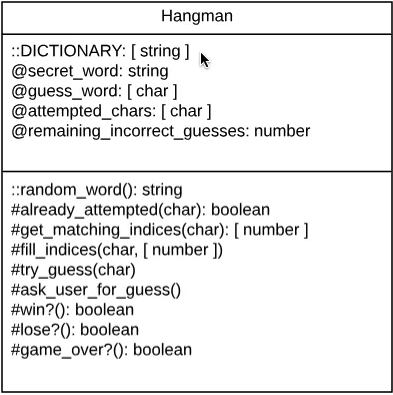 Hangman
::DICTIONARY: [ string ]
@secret_word: string
@guess_word: [ char ]
@attempted_chars: [ char ]
@remaining_incorrect_guesses: number
::random_word(): string
#already_attempted(char): boolean
#get_matching_indices(char): [ number ]
#fill_indices(char, [ number ])
#try_guess(char)
#ask_user_for_guess()
#win?(): boolean
#lose?(): boolean
#game_over?(): boolean